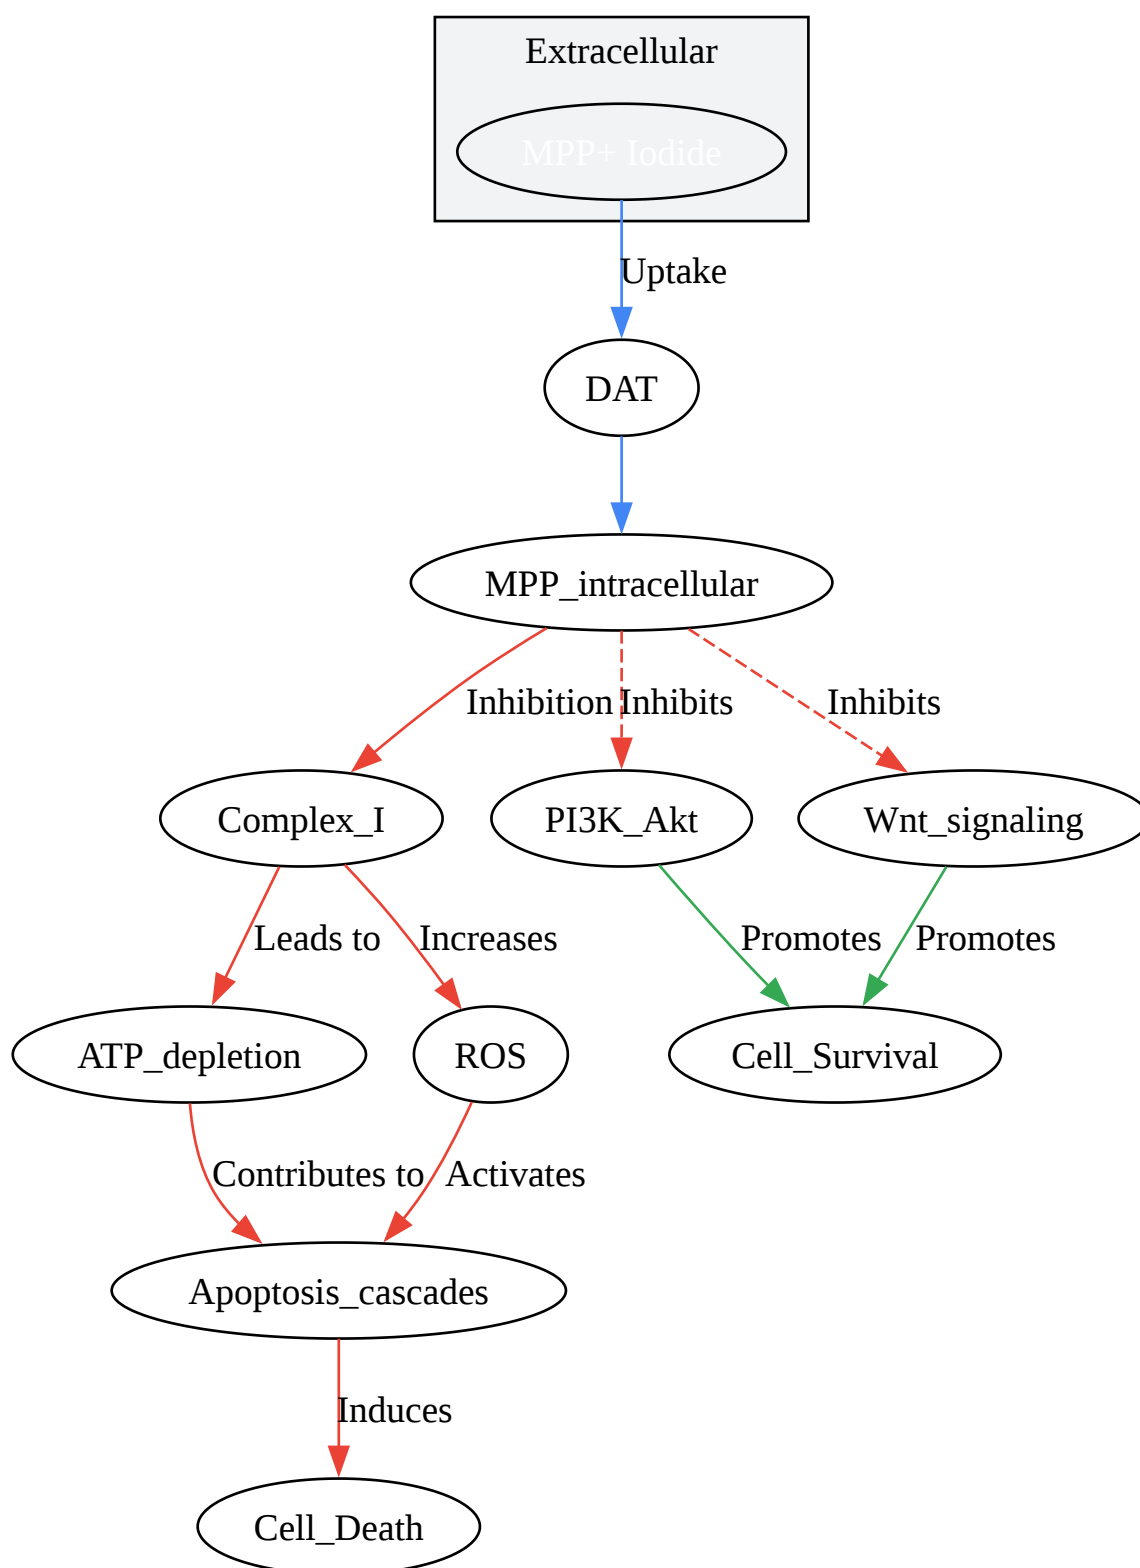 Extracellular
MPP+ Iodide
Uptake
DAT
MPP_intracellular
Inhibition
Inhibits
Inhibits
Complex_I
PI3K_Akt
Wnt_signaling
Leads to
Increases
Promotes
Promotes
ATP_depletion
ROS
Cell_Survival
Contributes to
Activates
Apoptosis_cascades
Induces
Cell_Death